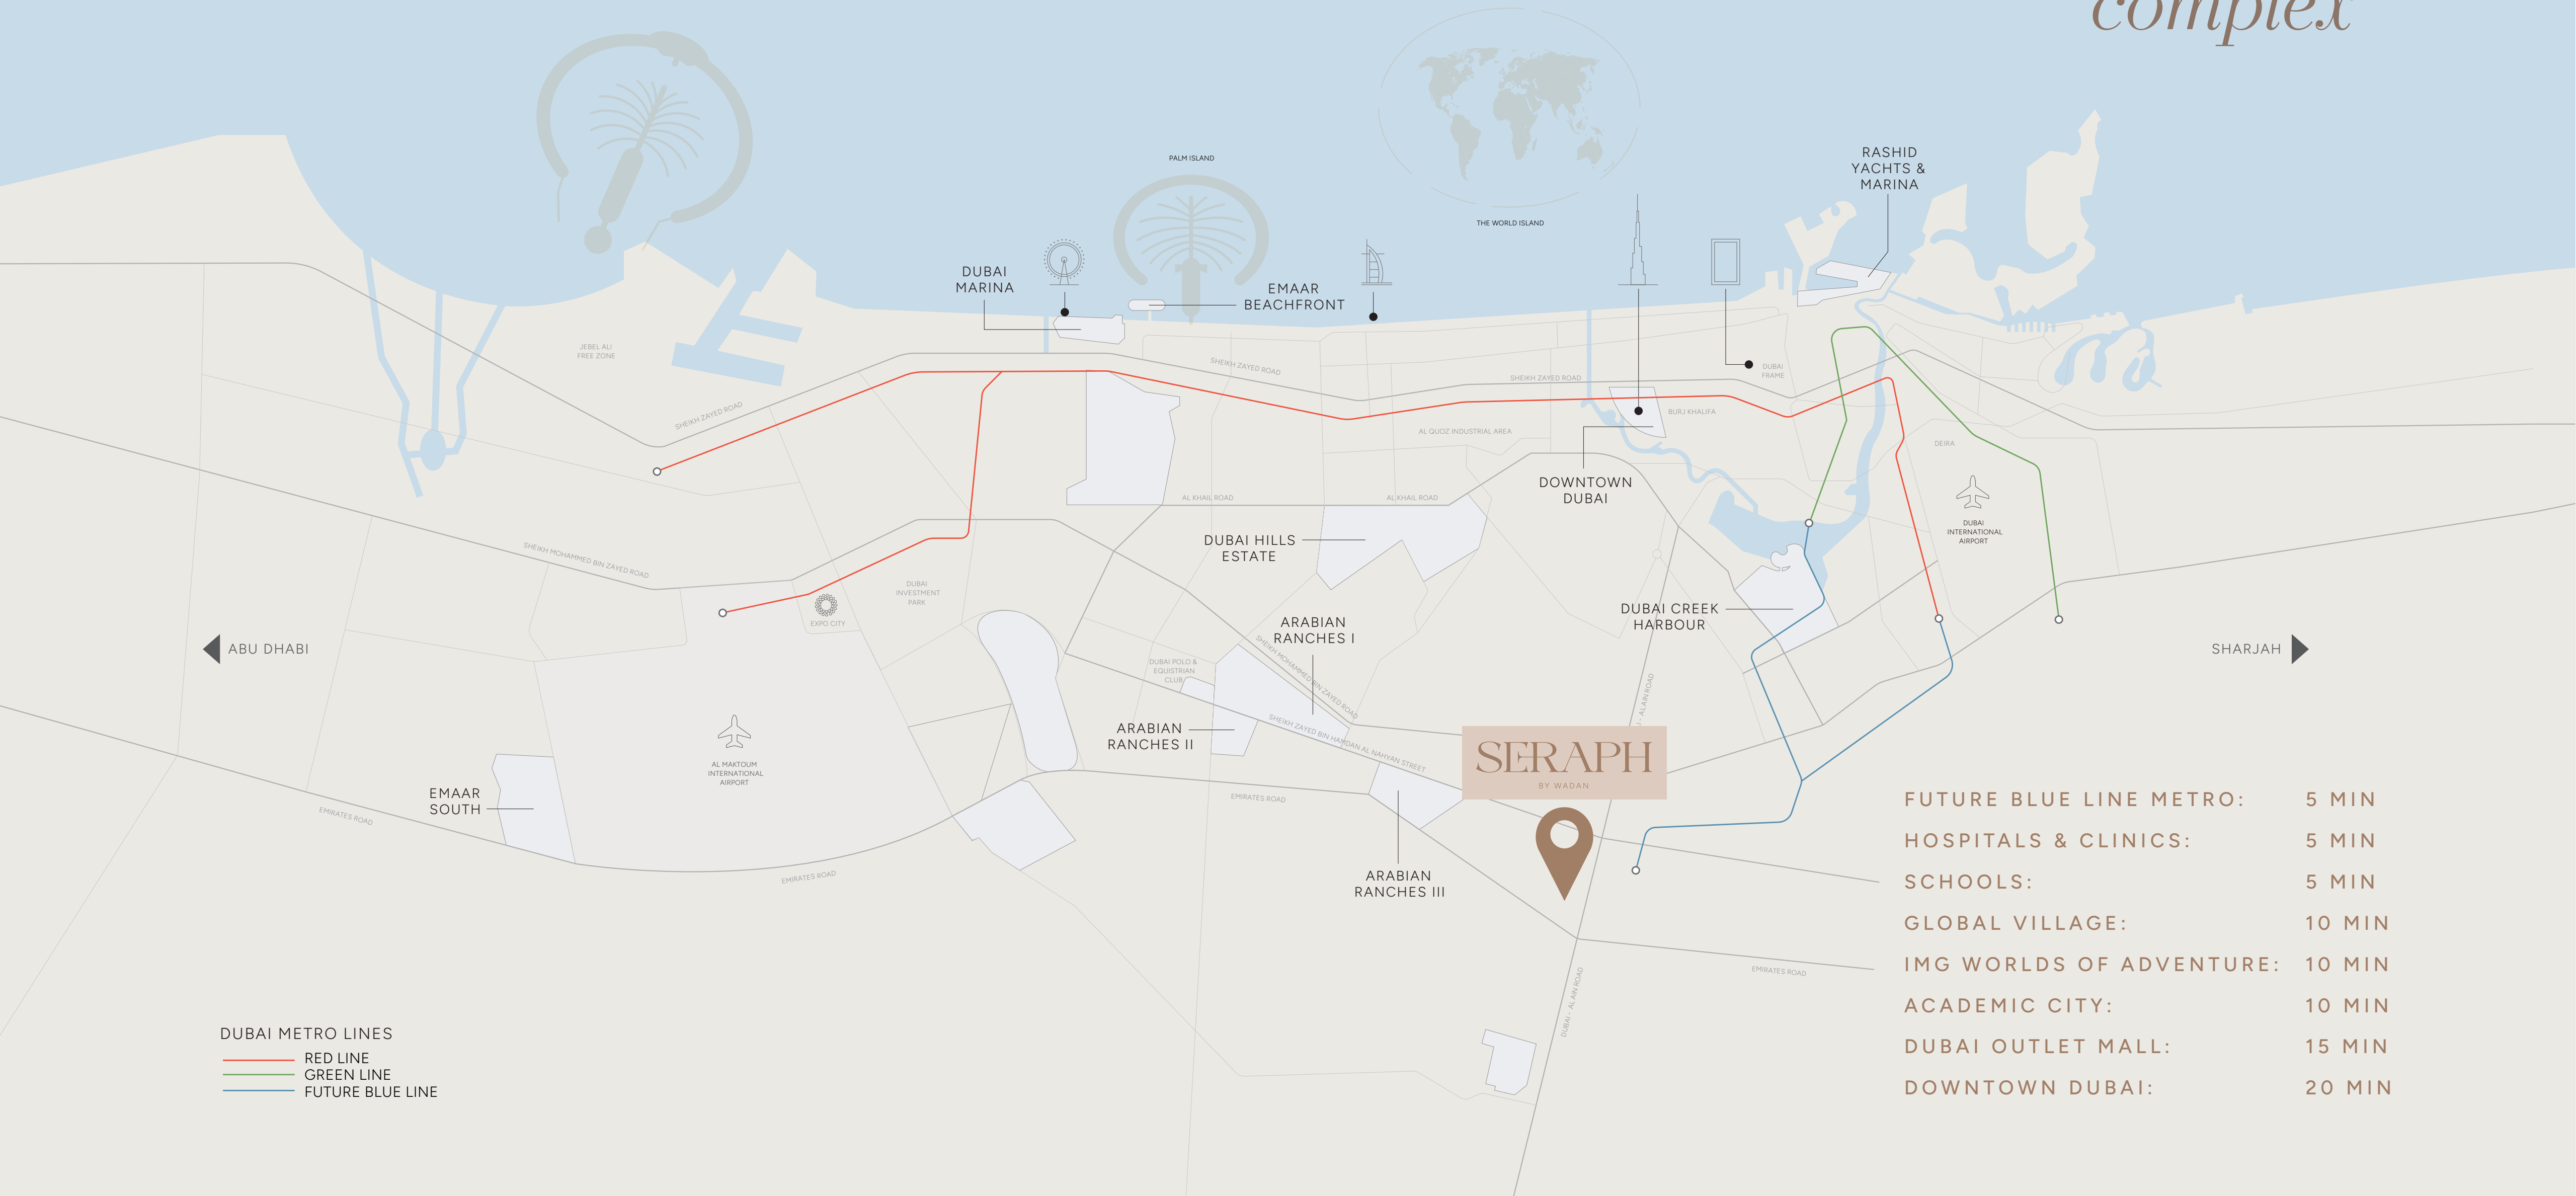 complex
PALM ISLAND
THE WORLD ISLAND
RASHID
YACHTS &
MARINA
DUBAI
MARINA
EMAAR
BEACHFRONT
JEBEL ALI
FREE ZONE
SHEIKH ZAYED ROAD
SHEIKH ZAYED ROAD
SHEIKH ZAYED ROAD
DUBAI
FRAME
BURJ KHALIFA
AL QUOZ INDUSTRIAL AREA
DEIRA
DOWNTOWN
DUBAI
AL KHAIL ROAD
AL KHAIL ROAD
DUBAI HILLS
ESTATE
DUBAI
INTERNATIONAL
AIRPORT
SHEIKH MOHAMMED BIN ZAYED ROAD
DUBAI
INVESTMENT
PARK
EXPO CITY
DUBAI CREEK
HARBOUR
ARABIAN
RANCHES I
SHEIKH MOHAMMED BIN ZAYED ROAD
ABU DHABI
SHARJAH
DUBAI POLO &
EQUISTRIAN
CLUB
ARABIAN
RANCHES II
SHEIKH ZAYED BIN HAMDAN AL NAHYAN STREET
AL AIN ROAD
SERAPH
BY WADAN
AL MAKTOUM
INTERNATIONAL
AIRPORT
EMAAR
SOUTH
EMIRATES ROAD
EMIRATES ROAD
EMIRATES ROAD
ARABIAN
RANCHES III
EMIRATES ROAD
DUBAI - AL AIN ROAD
FUTURE BLUE LINE METRO: 5 MIN
HOSPITALS & CLINICS: 5 MIN
SCHOOLS: 5 MIN
GLOBAL VILLAGE: 10 MIN
IMG WORLDS OF ADVENTURE: 10 MIN
ACADEMIC CITY: 10 MIN
DUBAI OUTLET MALL: 15 MIN
DOWNTOWN DUBAI: 20 MIN
DUBAI METRO LINES
RED LINE
GREEN LINE
FUTURE BLUE LINE